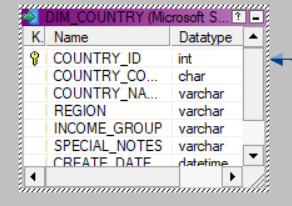 DIM_COUNTRY (Microsoft S... ?
K. Name Datatype
COUNTRY_ID int
COUNTRY_CO... char
COUNTRY_NA... varchar
REGION varchar
INCOME_GROUP varchar
SPECIAL_NOTES varchar
CREATE_DATE datetime